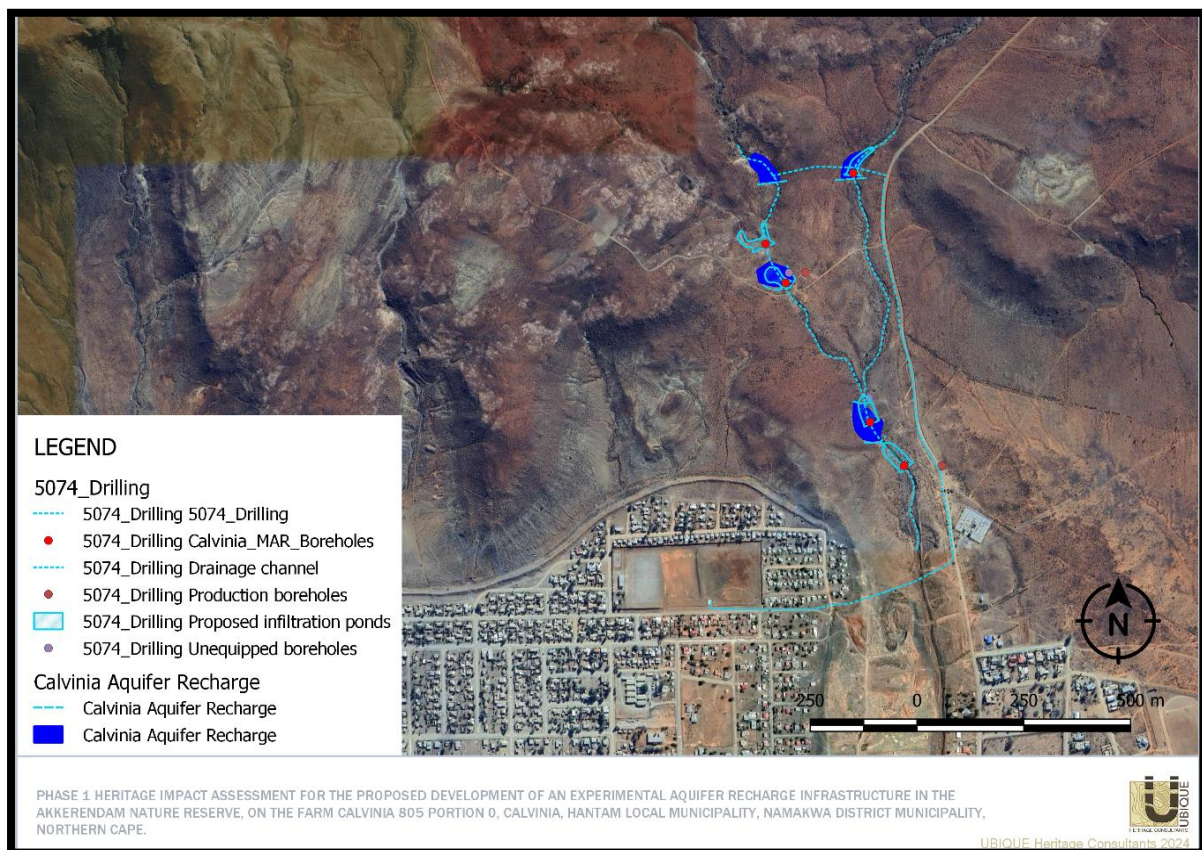 LEGEND
5074_Drilling
5074_Drilling 5074_Drilling
5074_Drilling Calvinia_MAR_Boreholes
5074_Drilling Drainage channel
5074_Drilling Production boreholes
5074_Drilling Proposed infiltration ponds
5074_Drilling Unequipped boreholes
Calvinia Aquifer Recharge
Calvinia Aquifer Recharge
Calvinia Aquifer Recharge
N
250 0 250 500 m
PHASE 1 HERITAGE IMPACT ASSESSMENT FOR THE PROPOSED DEVELOPMENT OF AN EXPERIMENTAL AQUIFER RECHARGE INFRASTRUCTURE IN THE
AKKERENDAM NATURE RESERVE, ON THE FARM CALVINIA 805 PORTION 0, CALVINIA, HANTAM LOCAL MUNICIPALITY, NAMAKWA DISTRICT MUNICIPALITY,
NORTHERN CAPE.
UBIQUE
HERITAGE CONSULTANTS
UBIQUE Heritage Consultants 2024